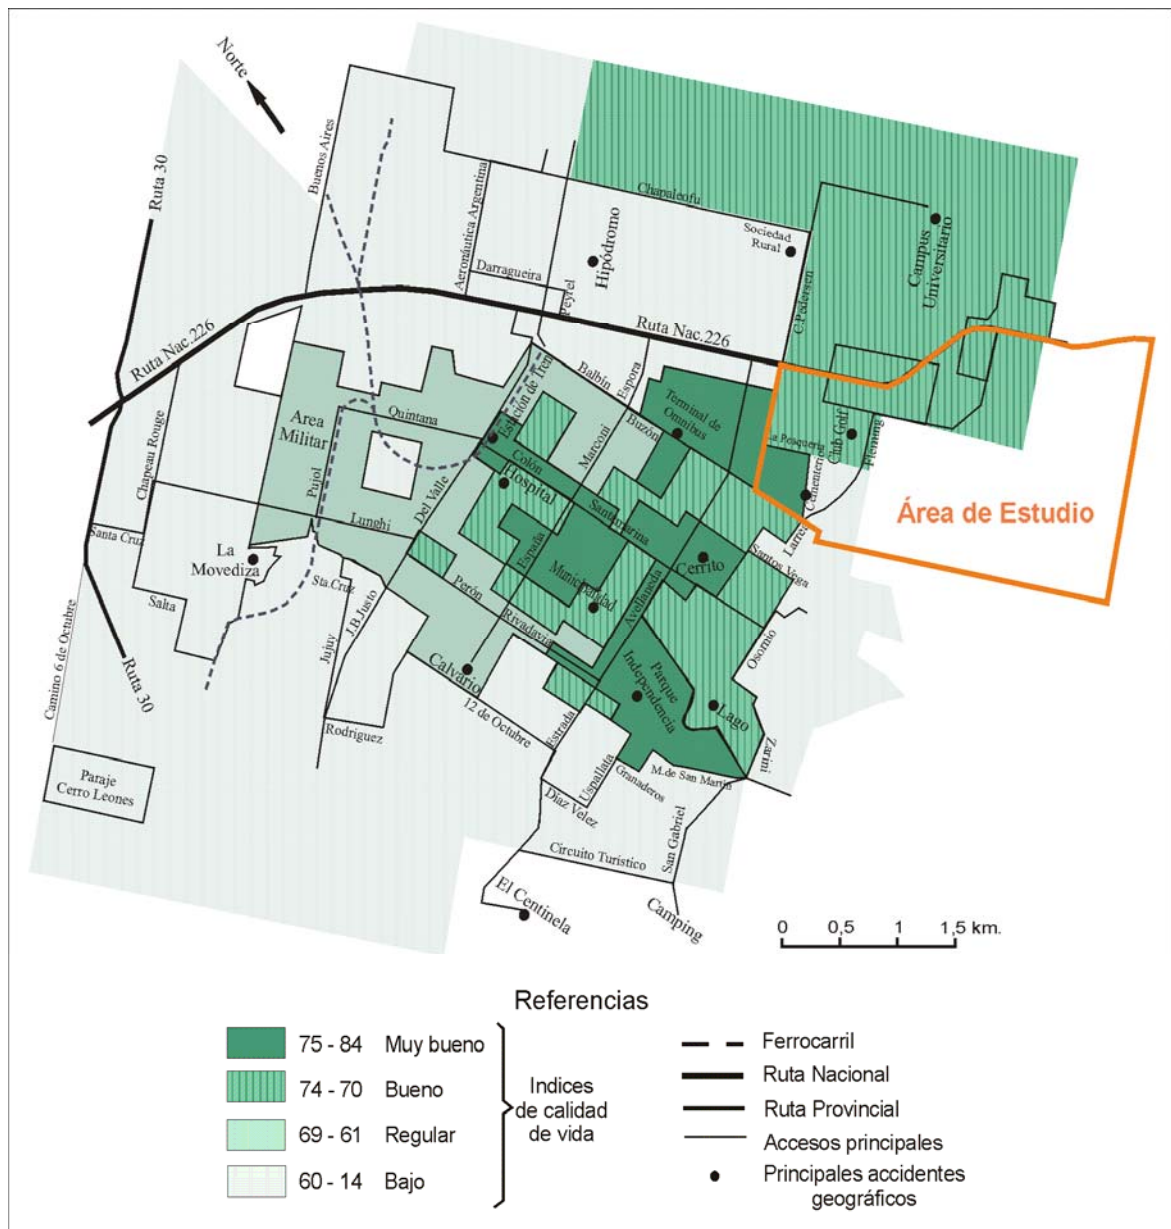 Norte
Ruta 30
Buenos Aires
Aeronáutica Argentina
Chapaleofu
Sociedad
Rural
Hipódromo
Campus
Universitario
Darragueira
Peyrel
C.Pedersen
Ruta Nac.226
Ruta Nac.226
Balbín
Espora
Estación de Tren
Buzón
Terminal de
Omnibus
La Pesquería
Club Golf
Fleming
Cementerio
Área de Estudio
Quintana
Area
Militar
Pujol
Chapeau Rouge
Marconi
Colón
Hospital
Del Valle
Lunghi
Santamarina
España
Santa Cruz
La
Movediza
Salta
Sta.Cruz
J.B.Justo
Jujuy
Perón
Municipalidad
Avellaneda
Cerrito
Larrea
Santos Vega
Osornio
Rivadavia
Camino 6 de Octubre
Ruta 30
Calvario
12 de Octubre
Rodriguez
Estrada
Parque
Independencia
Lago
Zarini
Uspallata
Granaderos
M.de San Martín
Paraje
Cerro Leones
Diaz Velez
San Gabriel
Circuito Turístico
El Centinela
Camping
0 0,5 1 1,5 km.
Referencias
75 - 84 Muy bueno
74 - 70 Bueno
69 - 61 Regular
60 - 14 Bajo
Indices
de calidad
de vida
Ferrocarril
Ruta Nacional
Ruta Provincial
Accesos principales
Principales accidentes
geográficos